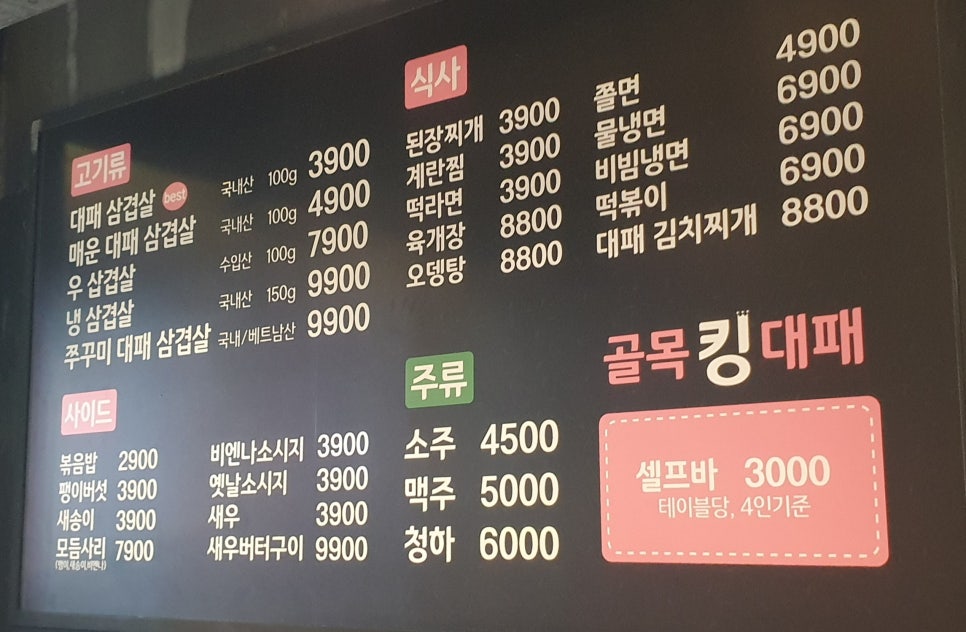 고기류
대패 삼겹살 best 국내산 100g 3900
매운 대패 삼겹살 국내산 100g 4900
우 삼겹살 수입산 100g 7900
냉 삼겹살 국내산 150g 9900
쭈꾸미 대패 삼겹살 국내/베트남산 9900
사이드
볶음밥 2900
팽이버섯 3900
새송이 3900
모듬사리 7900
(팽이,새송이,비엔나)
비엔나소시지 3900
옛날소시지 3900
새우 3900
새우버터구이 9900
식사
된장찌개 3900
계란찜 3900
떡라면 3900
육개장 8800
오뎅탕 8800
쫄면 4900
물냉면 6900
비빔냉면 6900
떡볶이 6900
대패 김치찌개 8800
주류
소주 4500
맥주 5000
청하 6000
골목 킹 대패
셀프바 3000
테이블당, 4인기준